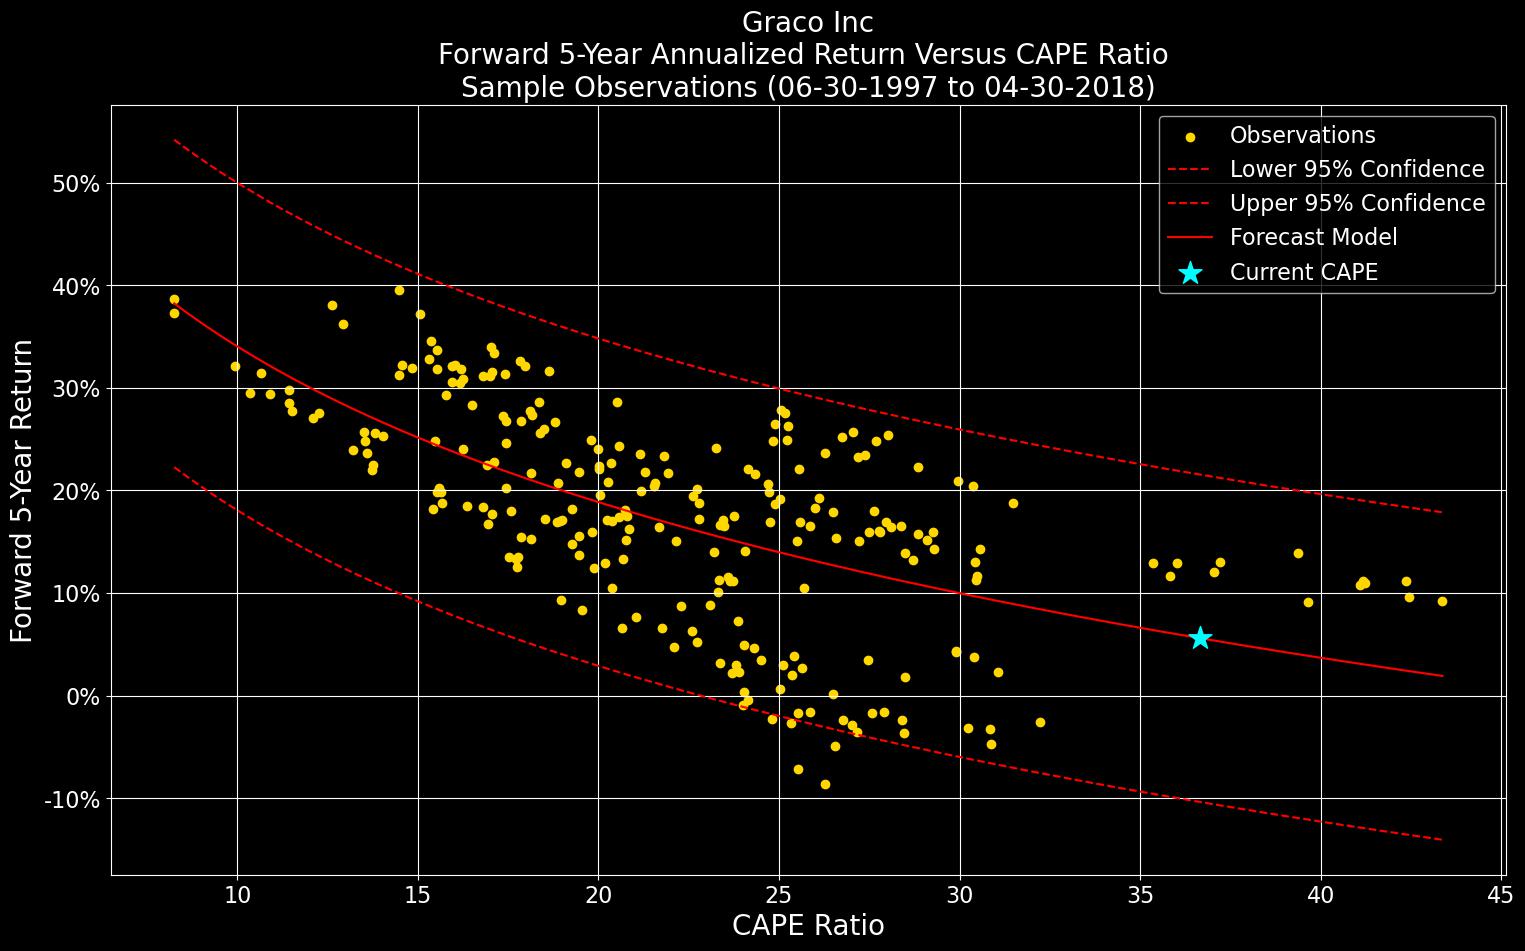 Graco Inc
Forward 5-Year Annualized Return Versus CAPE Ratio
Sample Observations (06-30-1997 to 04-30-2018)
Observations
Lower 95% Confidence
Upper 95% Confidence
Forecast Model
Current CAPE
Forward 5-Year Return
50%
40%
30%
20%
10%
0%
-10%
10 15 20 25 30 35 40 45
CAPE Ratio